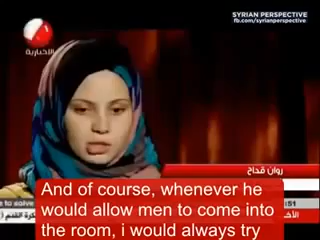 SYRIAN PERSPECTIVE
fb.com/syrianperspective
الإخبارية
روان قداح
And of course, whenever he
would allow men to come into
the room, i would always try
:51